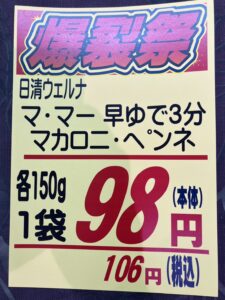 爆裂祭
日清ウェルナ
マ・マー 早ゆで3分
マカロニ・ペンネ
各150g
1袋 98円 (本体)
106円 (税込)